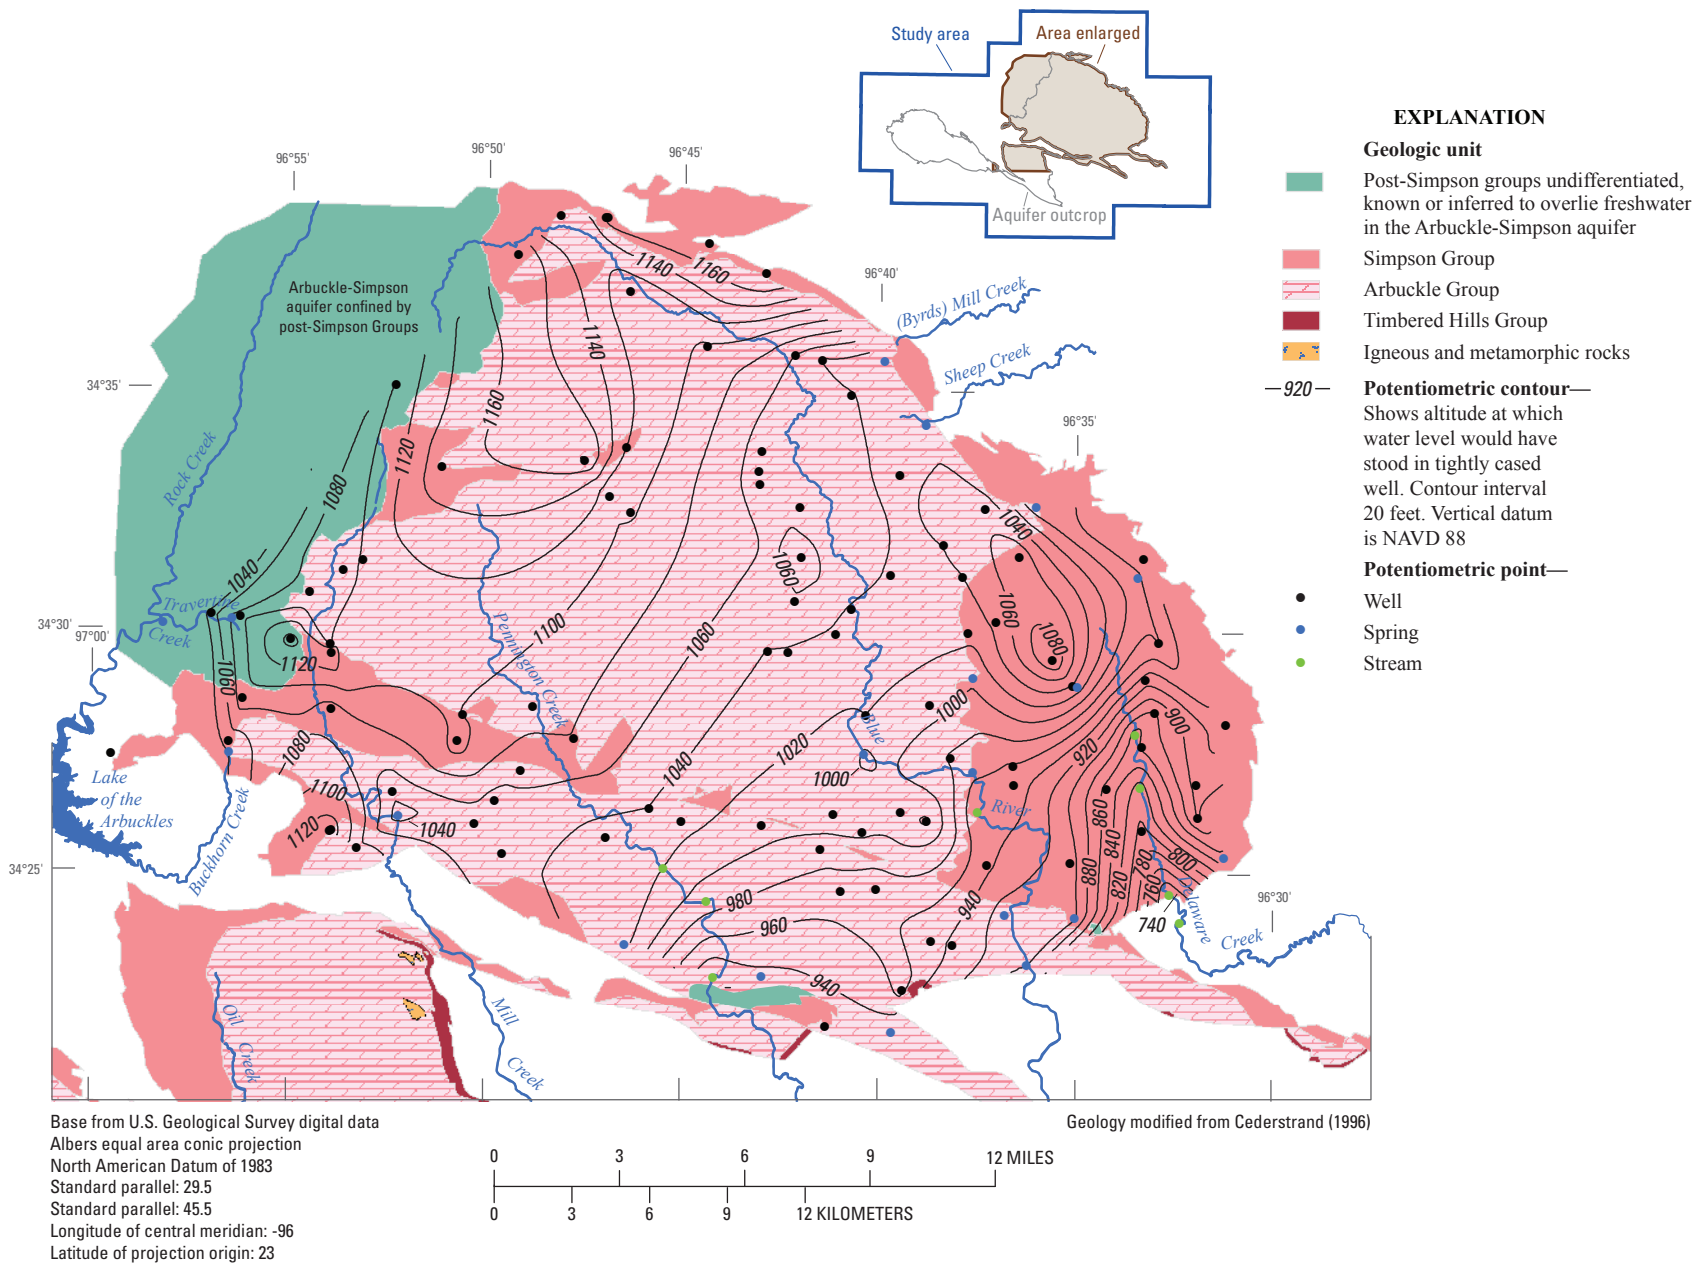 Study area
Area enlarged
Aquifer outcrop
EXPLANATION
Geologic unit
Post-Simpson groups undifferentiated,
known or inferred to overlie freshwater
in the Arbuckle-Simpson aquifer
Simpson Group
Arbuckle Group
Timbered Hills Group
Igneous and metamorphic rocks
920
Potentiometric contour—
Shows altitude at which
water level would have
stood in tightly cased
well. Contour interval
20 feet. Vertical datum
is NAVD 88
Potentiometric point—
Well
Spring
Stream
96°55'
96°50'
96°45'
96°40'
96°35'
96°30'
34°35'
34°30'
97°00'
34°25'
Arbuckle-Simpson
aquifer confined by
post-Simpson Groups
(Byrds) Mill Creek
Sheep Creek
Rock Creek
Travertine
Creek
Pennington Creek
Blue
River
Delaware
Creek
Lake
of the
Arbuckles
Buckhorn Creek
Oil
Creek
Mill
Creek
1140
1160
1140
1160
1120
1080
1040
1120
1060
1080
1100
1120
1040
1100
1060
1060
1040
1020
1000
1000
980
960
940
940
1040
1060
1080
920
900
880
860
840
820
780
760
800
740
Base from U.S. Geological Survey digital data
Albers equal area conic projection
North American Datum of 1983
Standard parallel: 29.5
Standard parallel: 45.5
Longitude of central meridian: -96
Latitude of projection origin: 23
Geology modified from Cederstrand (1996)
0 3 6 9 12 MILES
0 3 6 9 12 KILOMETERS